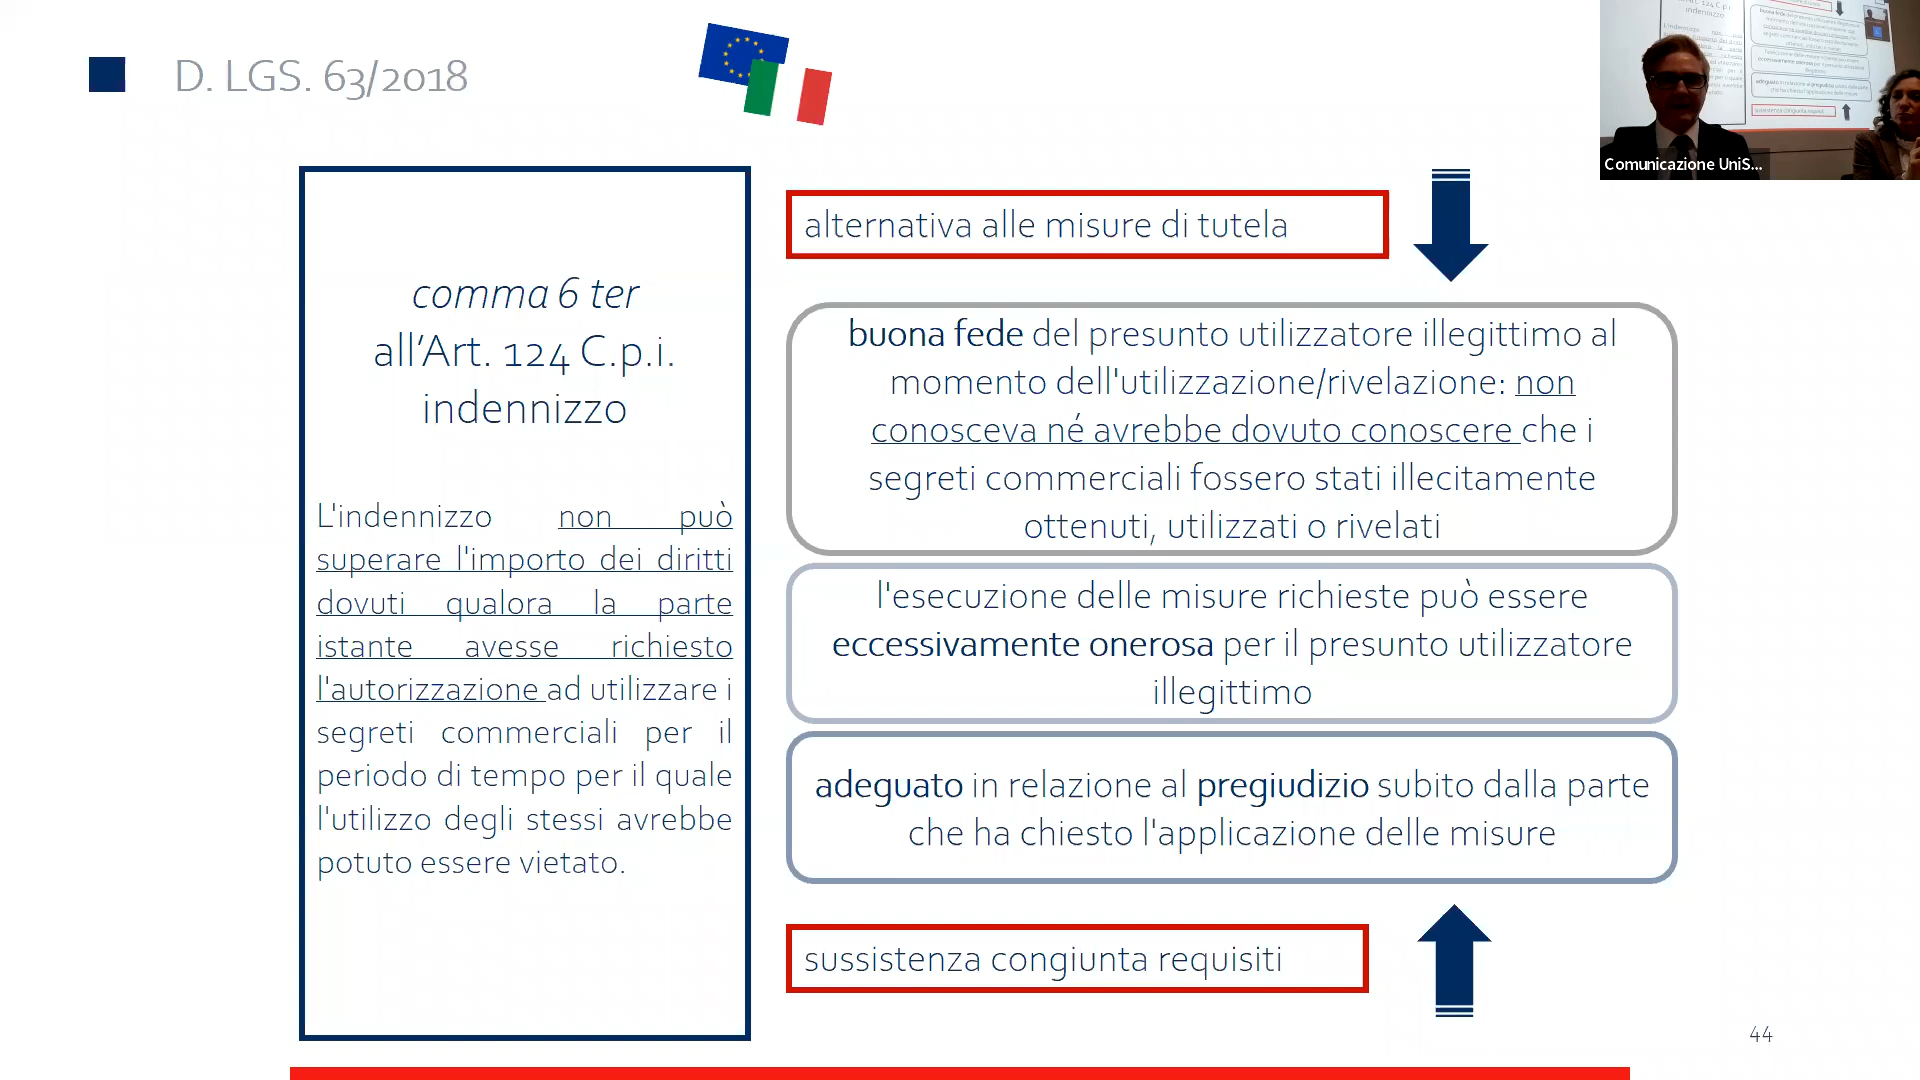 D. LGS. 63/2018
comma 6 ter
all'Art. 124 C.p.i.
indennizzo
L'indennizzo non può
superare l'importo dei diritti
dovuti qualora la parte
istante avesse richiesto
l'autorizzazione ad utilizzare i
segreti commerciali per il
periodo di tempo per il quale
l'utilizzo degli stessi avrebbe
potuto essere vietato.
alternativa alle misure di tutela
buona fede del presunto utilizzatore illegittimo al
momento dell'utilizzazione/rivelazione: non
conosceva né avrebbe dovuto conoscere che i
segreti commerciali fossero stati illecitamente
ottenuti, utilizzati o rivelati
l'esecuzione delle misure richieste può essere
eccessivamente onerosa per il presunto utilizzatore
illegittimo
adeguato in relazione al pregiudizio subito dalla parte
che ha chiesto l'applicazione delle misure
sussistenza congiunta requisiti
44
Comunicazione UniS...